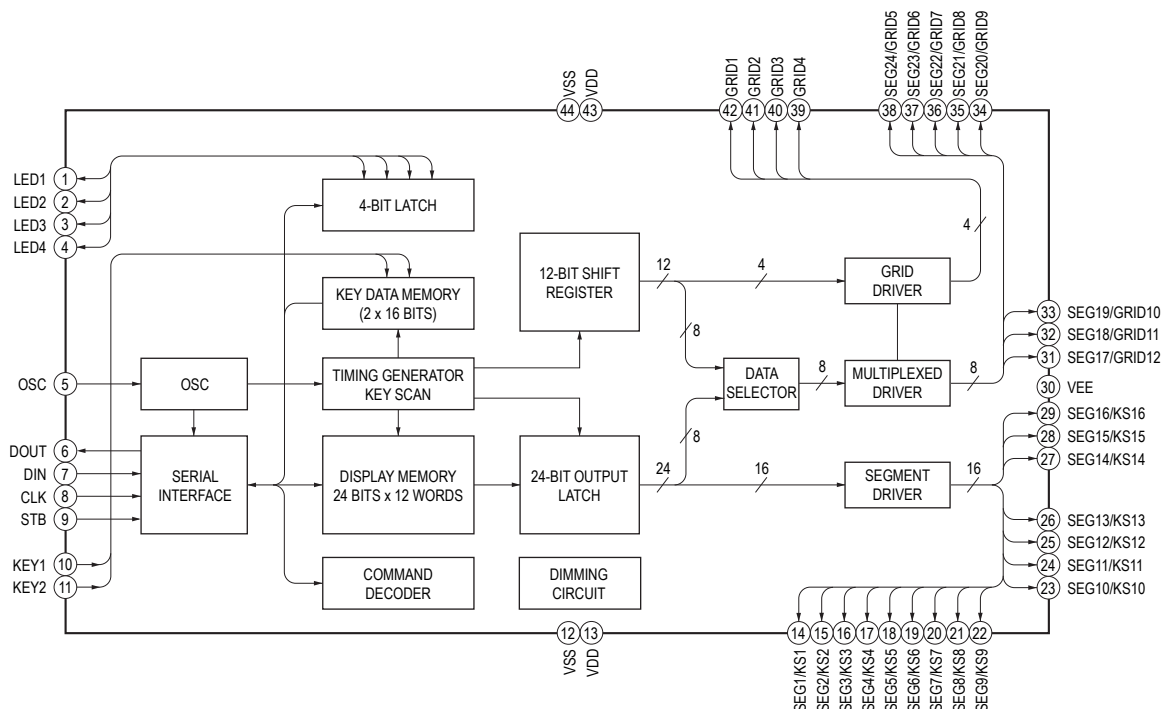 VSS
VDD
GRID1
GRID2
GRID3
GRID4
SEG24/GRID5
SEG23/GRID6
SEG22/GRID7
SEG21/GRID8
SEG20/GRID9
44
43
42
41
40
39
38
37
36
35
34
LED1
1
LED2
2
LED3
3
LED4
4
4-BIT LATCH
4
12-BIT SHIFT
REGISTER
12
4
GRID
DRIVER
KEY DATA MEMORY
(2 x 16 BITS)
8
33
SEG19/GRID10
32
SEG18/GRID11
31
SEG17/GRID12
OSC
5
OSC
TIMING GENERATOR
KEY SCAN
DATA
SELECTOR
8
MULTIPLEXED
DRIVER
8
30
VEE
29
SEG16/KS16
28
SEG15/KS15
27
SEG14/KS14
DOUT
6
DIN
7
CLK
8
STB
9
SERIAL
INTERFACE
DISPLAY MEMORY
24 BITS x 12 WORDS
24-BIT OUTPUT
LATCH
8
24
16
SEGMENT
DRIVER
16
26
SEG13/KS13
25
SEG12/KS12
24
SEG11/KS11
23
SEG10/KS10
KEY1
10
KEY2
11
COMMAND
DECODER
DIMMING
CIRCUIT
12
13
14
15
16
17
18
19
20
21
22
VSS
VDD
SEG1/KS1
SEG2/KS2
SEG3/KS3
SEG4/KS4
SEG5/KS5
SEG6/KS6
SEG7/KS7
SEG8/KS8
SEG9/KS9